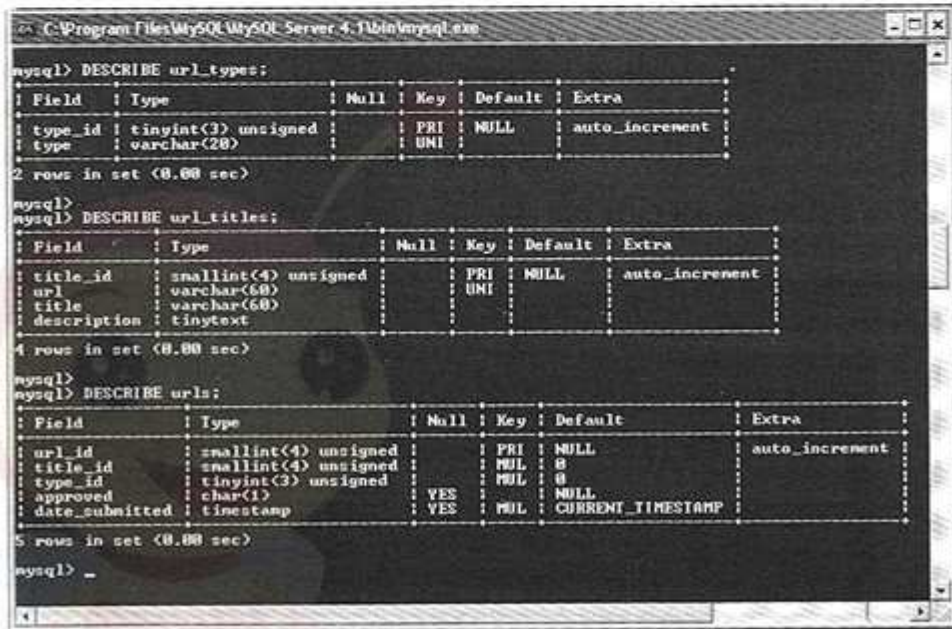 C:\Program Files\MySQL\MySQL Server 4.1\bin\mysql.exe
mysql> DESCRIBE url_types;
| Field | Type | Null | Key | Default | Extra |
| type_id | tinyint(3) unsigned | | PRI | NULL | auto_increment |
| type | varchar(20) | | UNI | | |
2 rows in set (0.00 sec)
mysql>
mysql> DESCRIBE url_titles;
| Field | Type | Null | Key | Default | Extra |
| title_id | smallint(4) unsigned | | PRI | NULL | auto_increment |
| url | varchar(60) | | UNI | | |
| title | varchar(60) | | | | |
| description | tinytext | | | | |
4 rows in set (0.00 sec)
mysql>
mysql> DESCRIBE urls;
| Field | Type | Null | Key | Default | Extra |
| url_id | smallint(4) unsigned | | PRI | NULL | auto_increment |
| title_id | smallint(4) unsigned | | MUL | 0 | |
| type_id | tinyint(3) unsigned | | MUL | 0 | |
| approved | char(1) | YES | | NULL | |
| date_submitted | timestamp | YES | MUL | CURRENT_TIMESTAMP | |
5 rows in set (0.00 sec)
mysql> _